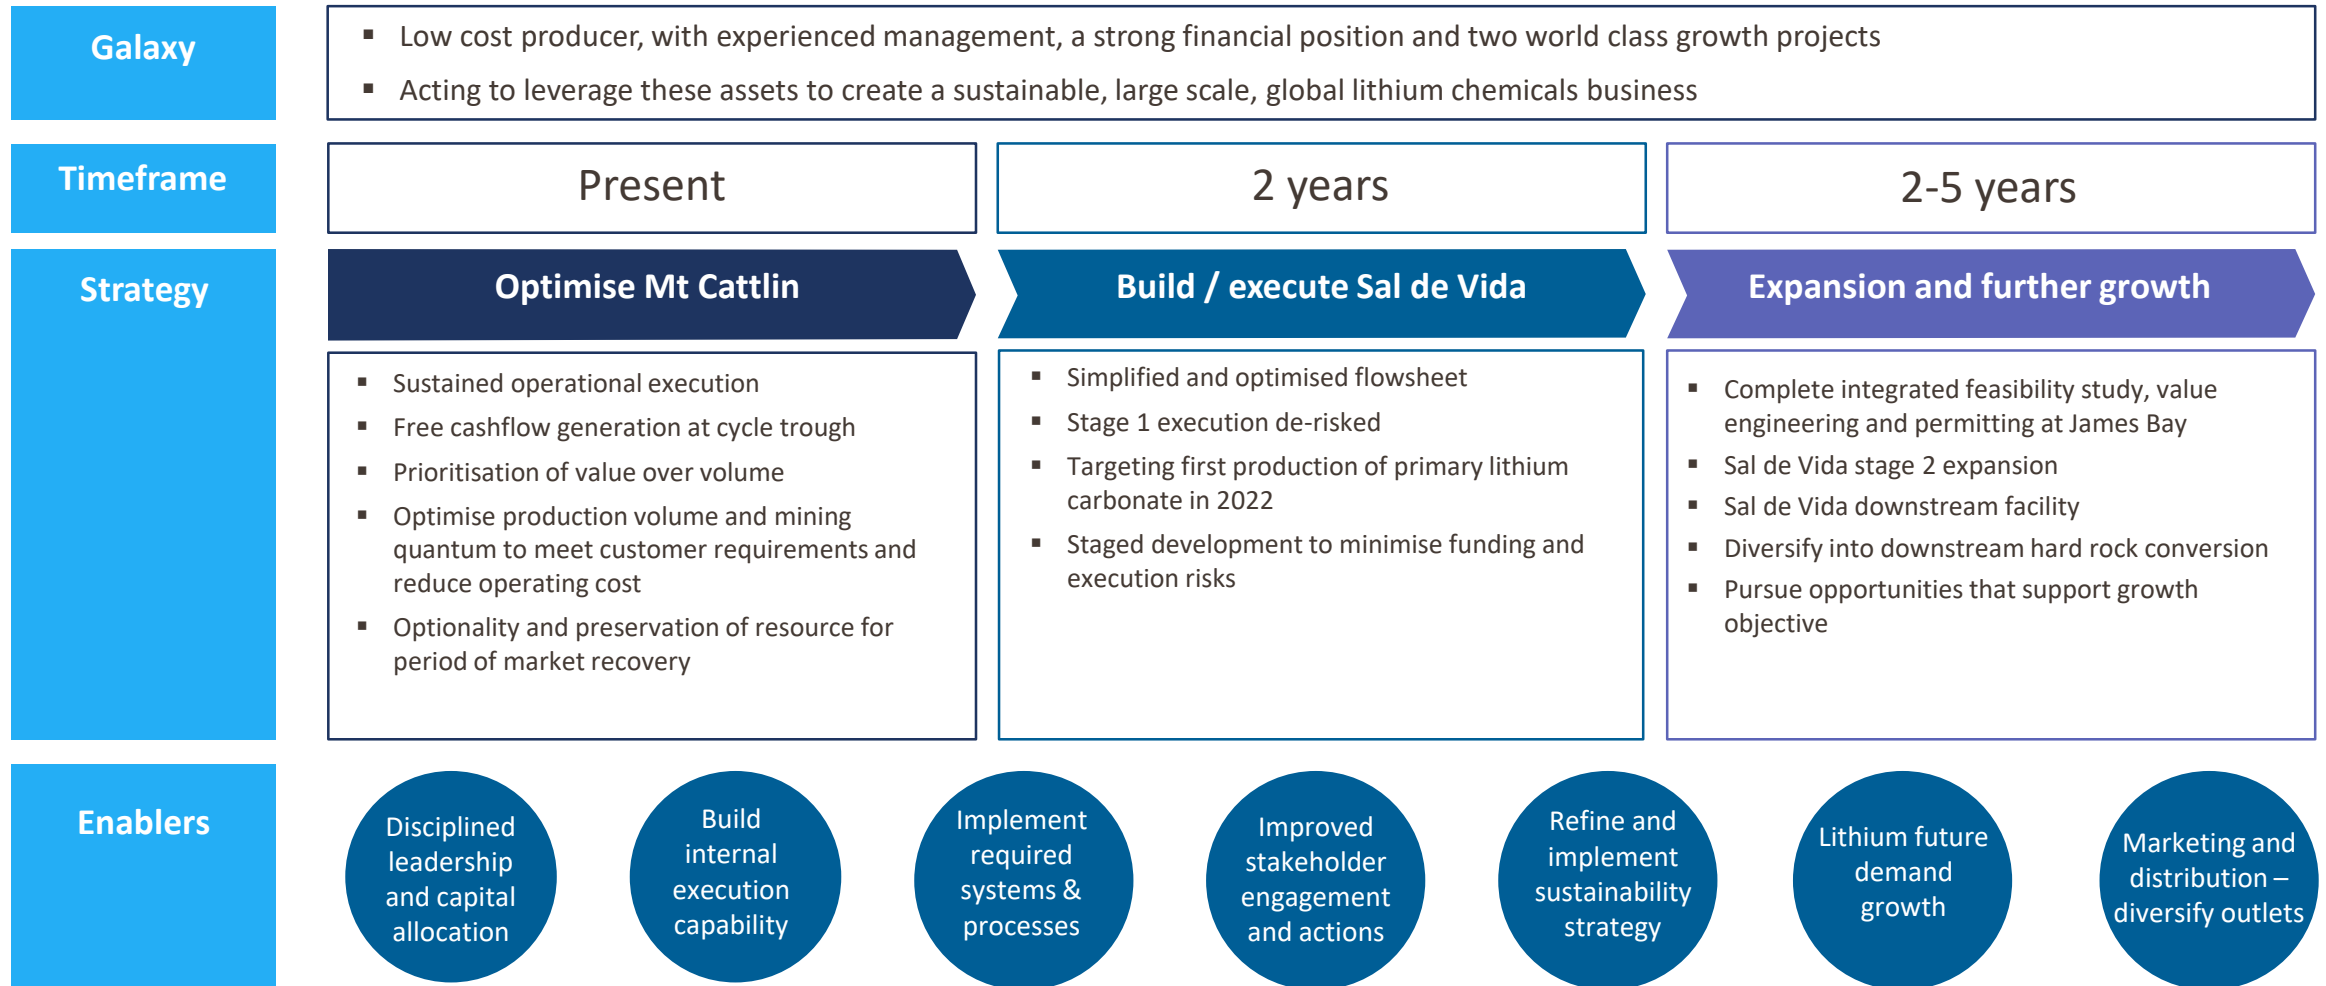 Galaxy
▪ Low cost producer, with experienced management, a strong financial position and two world class growth projects
▪ Acting to leverage these assets to create a sustainable, large scale, global lithium chemicals business
Timeframe
Present
2 years
2-5 years
Strategy
Optimise Mt Cattlin
Build / execute Sal de Vida
Expansion and further growth
▪ Sustained operational execution
▪ Free cashflow generation at cycle trough
▪ Prioritisation of value over volume
▪ Optimise production volume and mining
quantum to meet customer requirements and
reduce operating cost
▪ Optionality and preservation of resource for
period of market recovery
▪ Simplified and optimised flowsheet
▪ Stage 1 execution de-risked
▪ Targeting first production of primary lithium
carbonate in 2022
▪ Staged development to minimise funding and
execution risks
▪ Complete integrated feasibility study, value
engineering and permitting at James Bay
▪ Sal de Vida stage 2 expansion
▪ Sal de Vida downstream facility
▪ Diversify into downstream hard rock conversion
▪ Pursue opportunities that support growth
objective
Enablers
Disciplined
leadership
and capital
allocation
Build
internal
execution
capability
Implement
required
systems &
processes
Improved
stakeholder
engagement
and actions
Refine and
implement
sustainability
strategy
Lithium future
demand
growth
Marketing and
distribution –
diversify outlets